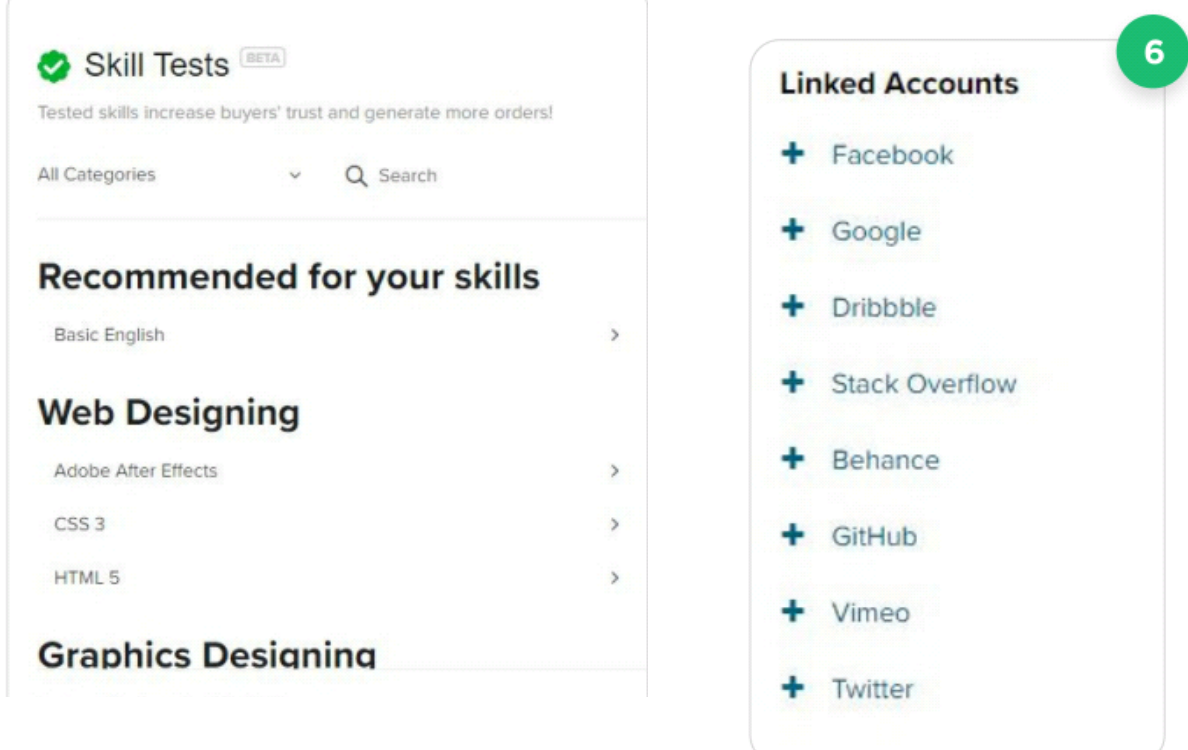 Skill Tests BETA
Tested skills increase buyers' trust and generate more orders!
All Categories
Search
Recommended for your skills
Basic English
Web Designing
Adobe After Effects
CSS 3
HTML 5
Graphics Designing
6
Linked Accounts
Facebook
Google
Dribbble
Stack Overflow
Behance
GitHub
Vimeo
Twitter